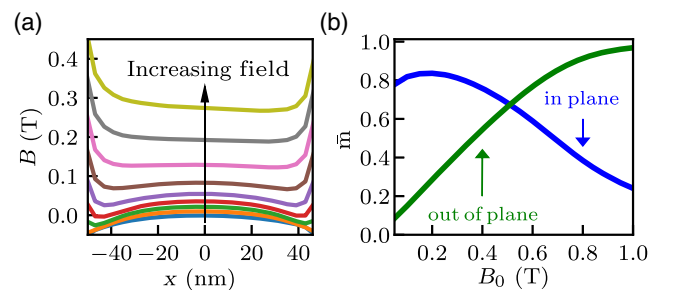 (a)
Increasing field
B (T)
0.4
0.3
0.2
0.1
0.0
−40
−20
0
20
40
x (nm)
(b)
in plane
out of plane
m̄
1.0
0.8
0.6
0.4
0.2
0.0
0.2
0.4
0.6
0.8
1.0
B₀ (T)